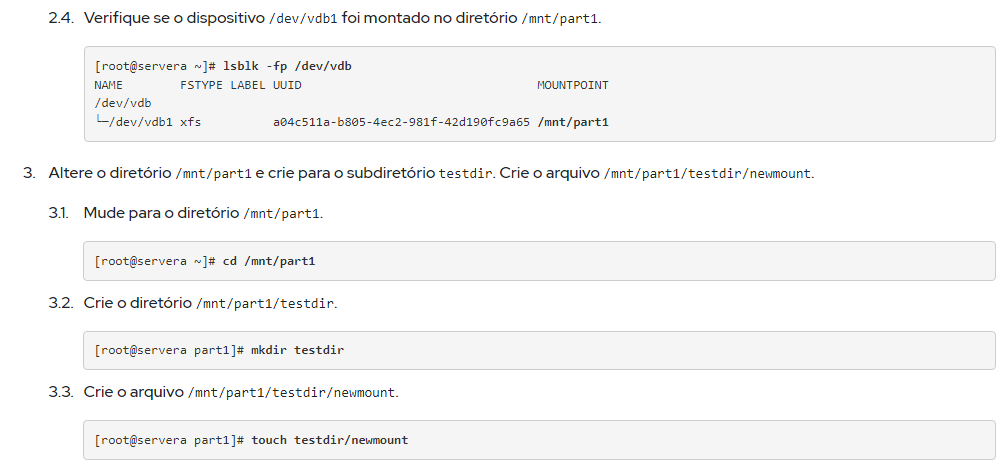 2.4. Verifique se o dispositivo /dev/vdb1 foi montado no diretório /mnt/part1.
[root@servera ~]# lsblk -fp /dev/vdb
NAME        FSTYPE LABEL UUID                                 MOUNTPOINT
/dev/vdb
└─/dev/vdb1 xfs          a04c511a-b805-4ec2-981f-42d190fc9a65 /mnt/part1
3. Altere o diretório /mnt/part1 e crie para o subdiretório testdir. Crie o arquivo /mnt/part1/testdir/newmount.
3.1. Mude para o diretório /mnt/part1.
[root@servera ~]# cd /mnt/part1
3.2. Crie o diretório /mnt/part1/testdir.
[root@servera part1]# mkdir testdir
3.3. Crie o arquivo /mnt/part1/testdir/newmount.
[root@servera part1]# touch testdir/newmount